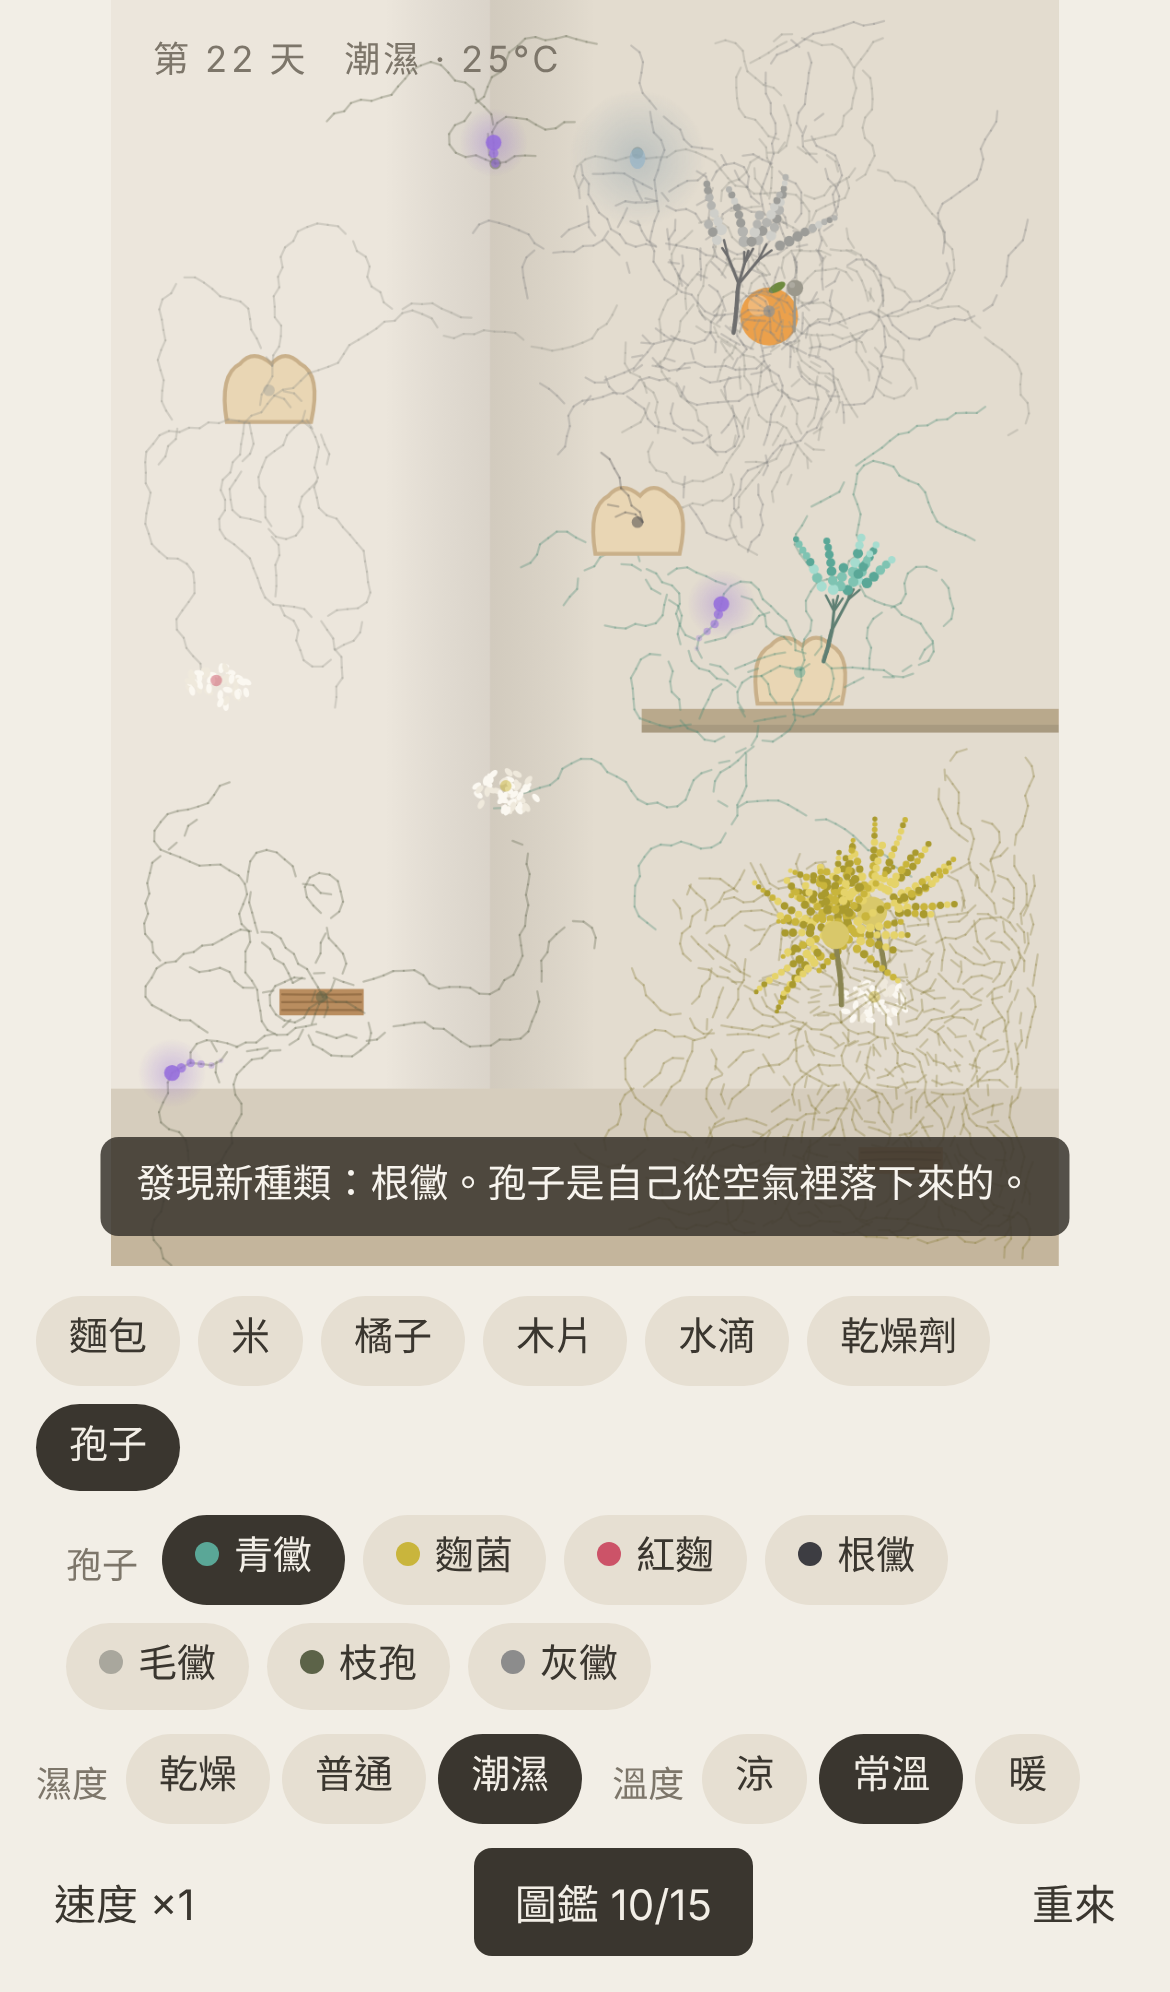 第 22 天　潮濕 · 25°C
發現新種類：根黴。孢子是自己從空氣裡落下來的。
麵包 米 橘子 木片 水滴 乾燥劑
孢子
孢子 青黴 麴菌 紅麴 根黴
毛黴 枝孢 灰黴
濕度 乾燥 普通 潮濕 溫度 涼 常溫 暖
速度 ×1 圖鑑 10/15 重來